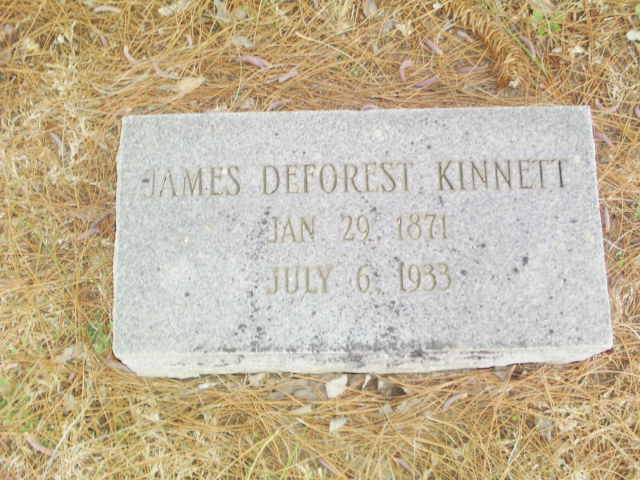 JAMES DEFOREST KINNETT
JAN 29, 1871
JULY 6, 1933